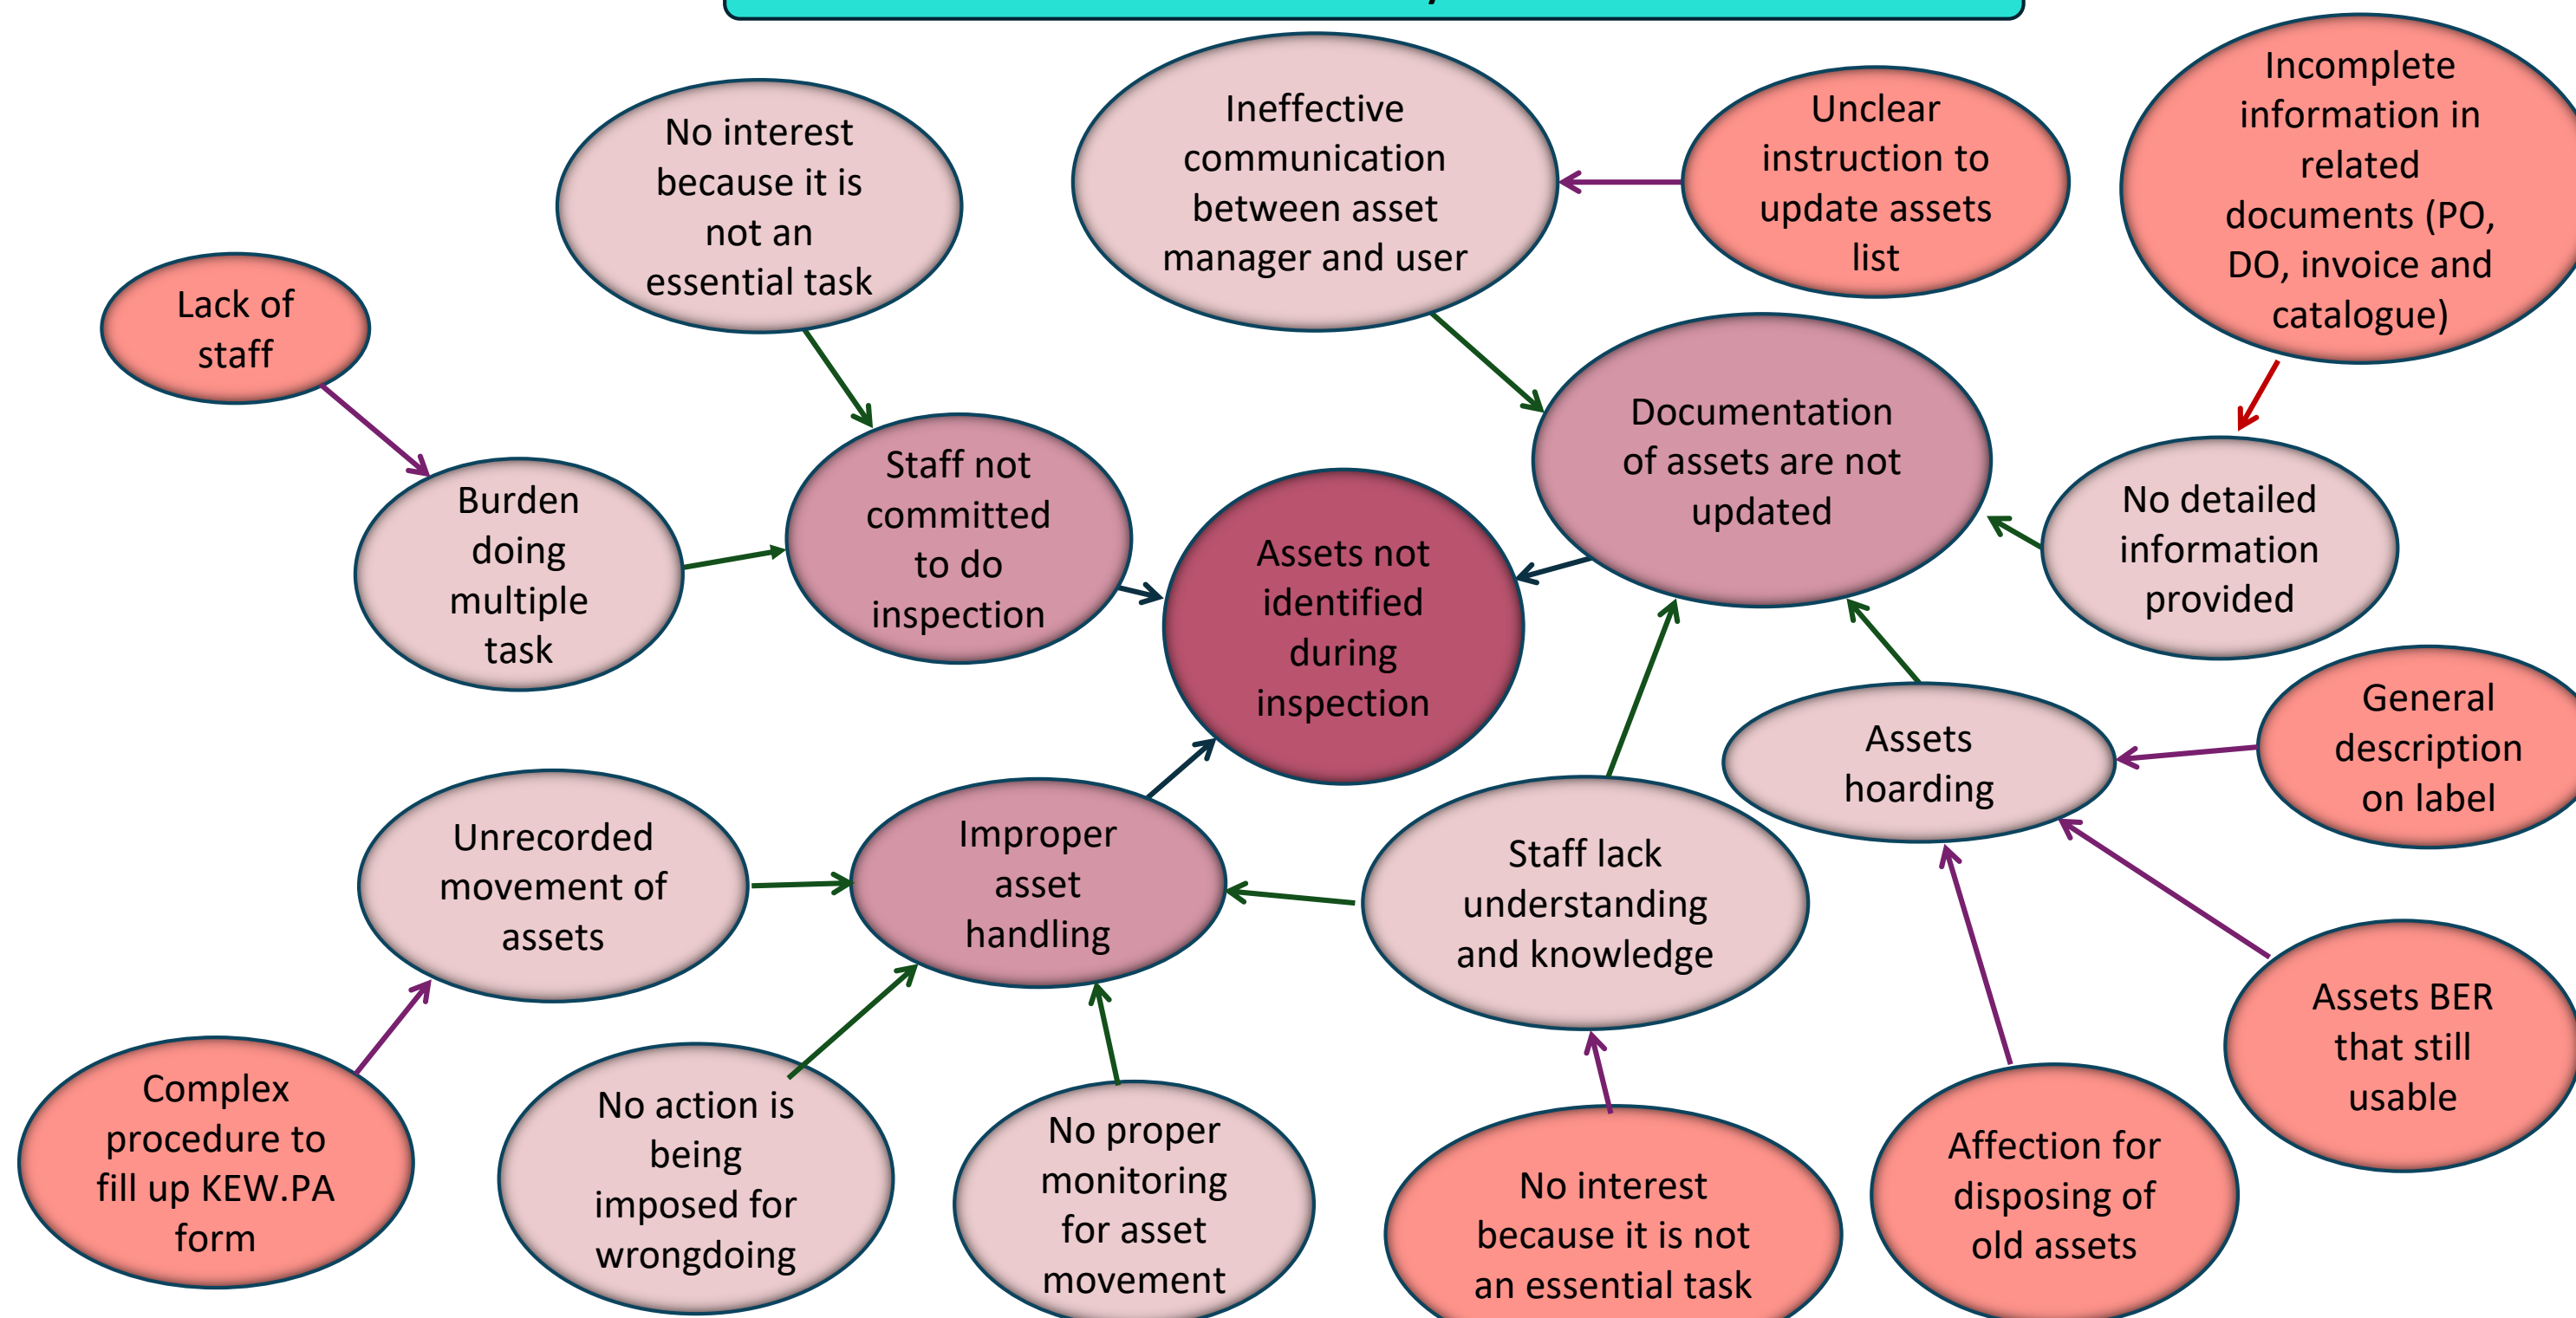 No interest
because it is
not an
essential task
Ineffective
communication
between asset
manager and user
Unclear
instruction to
update assets
list
Incomplete
information in
related
documents (PO,
DO, invoice and
catalogue)
Lack of
staff
Burden
doing
multiple
task
Staff not
committed
to do
inspection
Assets not
identified
during
inspection
Documentation
of assets are not
updated
No detailed
information
provided
General
description
on label
Assets
hoarding
Unrecorded
movement of
assets
Improper
asset
handling
Staff lack
understanding
and knowledge
Assets BER
that still
usable
Complex
procedure to
fill up KEW.PA
form
No action is
being
imposed for
wrongdoing
No proper
monitoring
for asset
movement
No interest
because it is not
an essential task
Affection for
disposing of
old assets